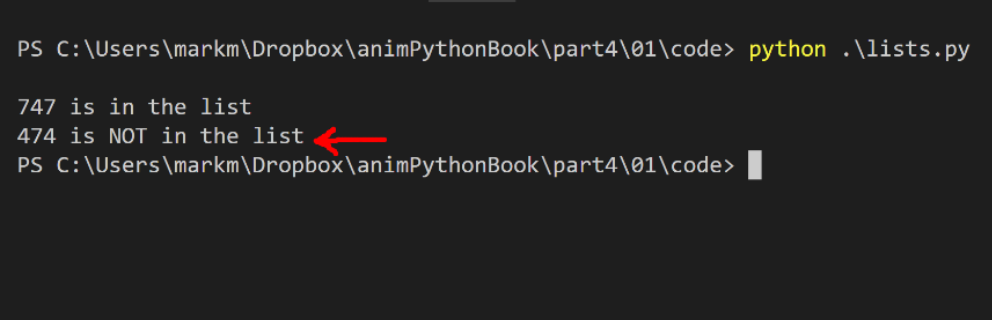 PS C:\Users\markm\Dropbox\animPythonBook\part4\01\code> python .\lists.py
747 is in the list
474 is NOT in the list
PS C:\Users\markm\Dropbox\animPythonBook\part4\01\code>